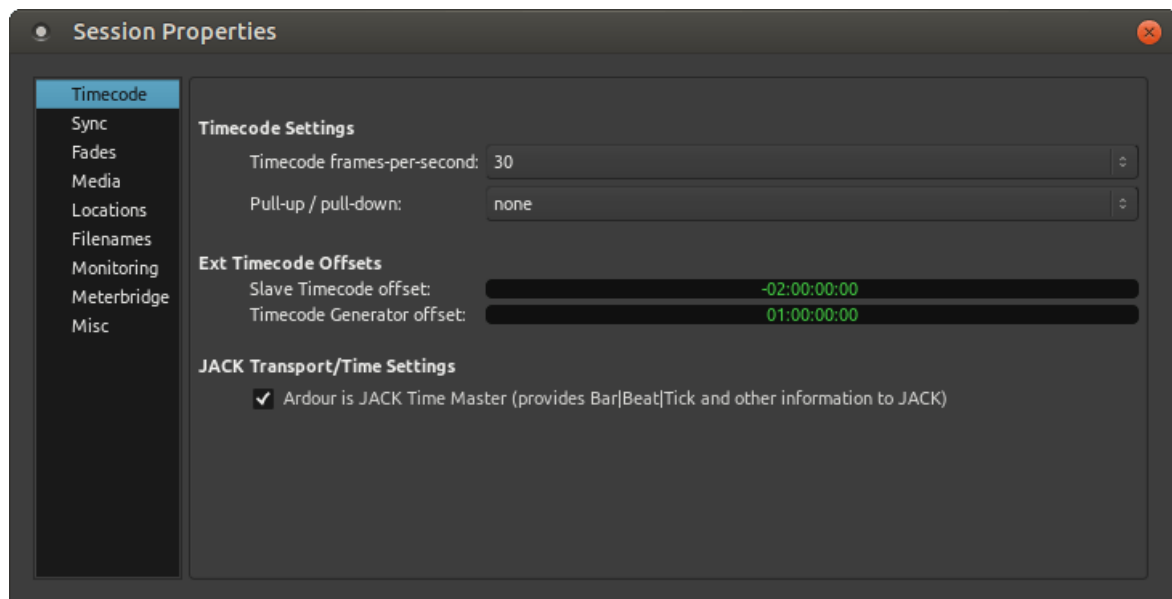 Session Properties
Timecode
Sync
Fades
Media
Locations
Filenames
Monitoring
Meterbridge
Misc
Timecode Settings
Timecode frames-per-second: 30
Pull-up / pull-down: none
Ext Timecode Offsets
Slave Timecode offset: -02:00:00:00
Timecode Generator offset: 01:00:00:00
JACK Transport/Time Settings
Ardour is JACK Time Master (provides Bar|Beat|Tick and other information to JACK)